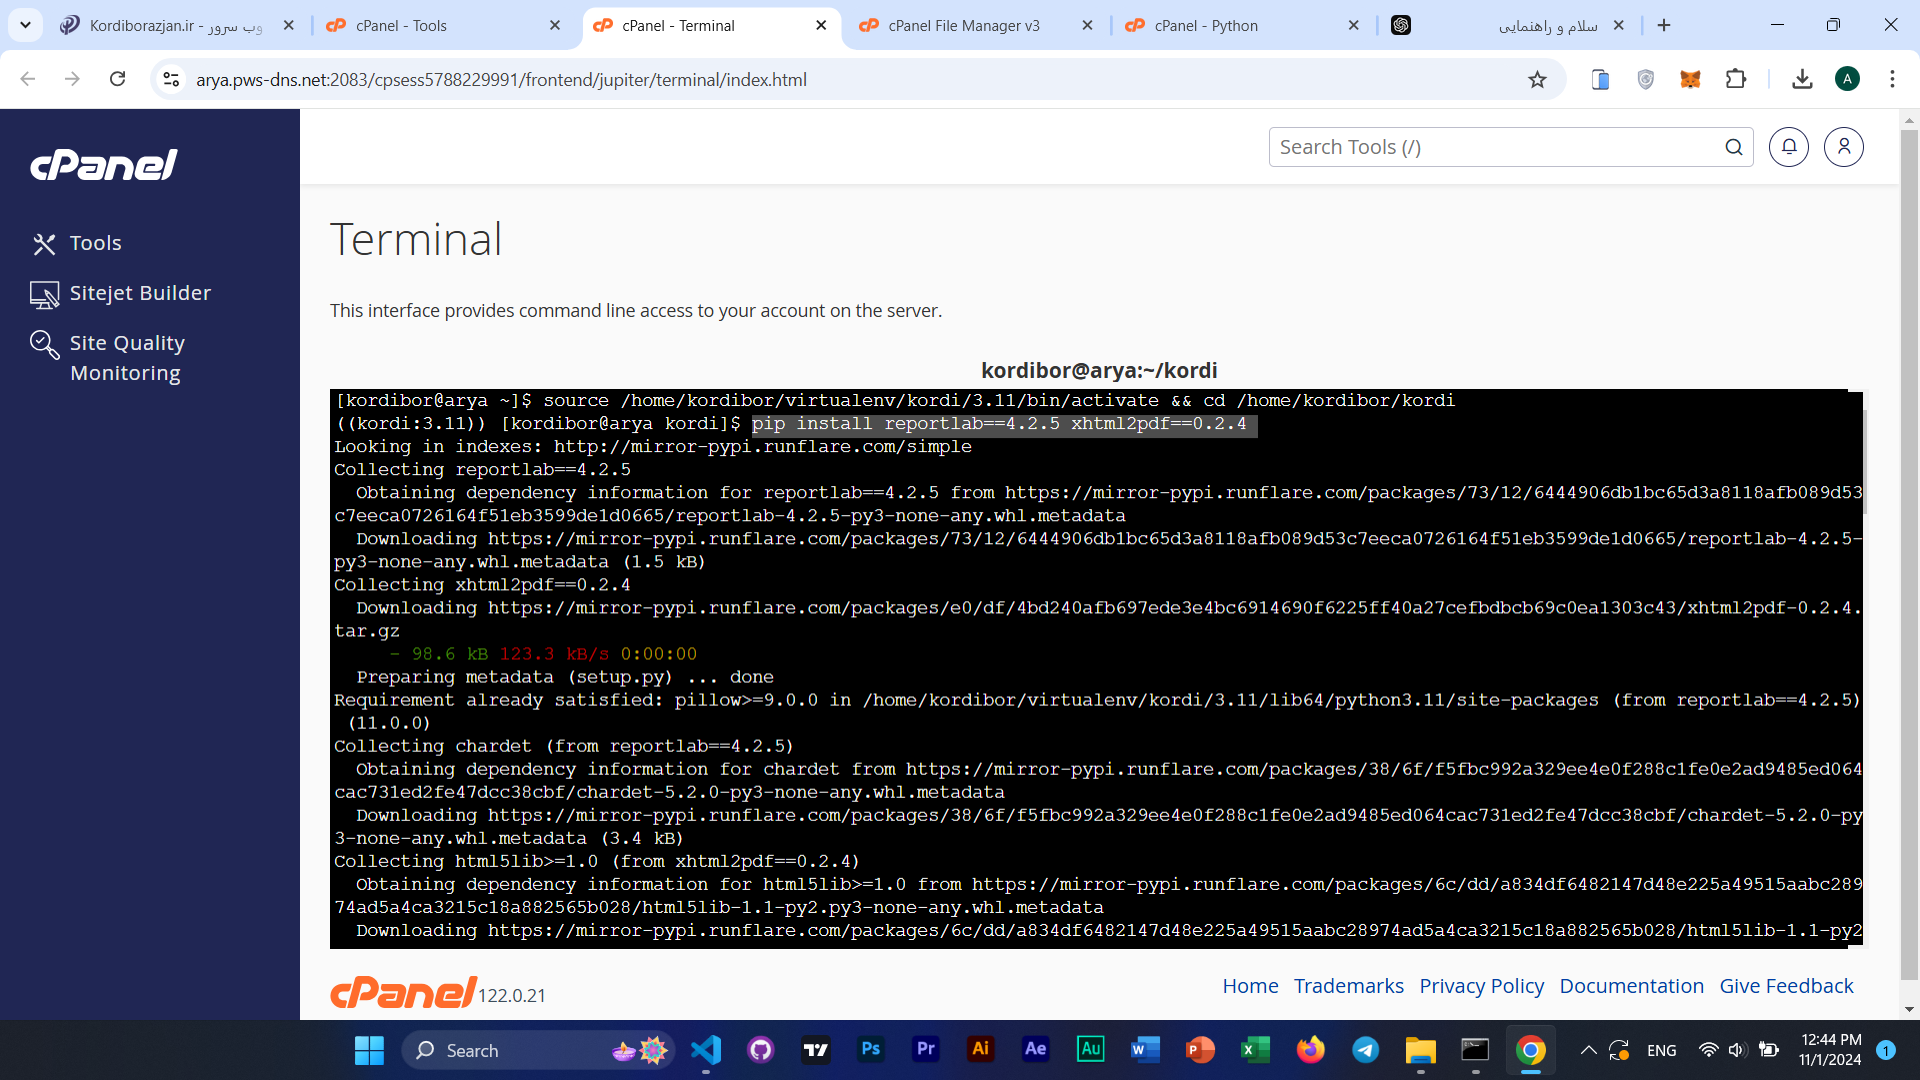 Kordiborazjan.ir - وب سرور
cPanel - Tools
cPanel - Terminal
cPanel File Manager v3
cPanel - Python
سلام و راهنمایی
arya.pws-dns.net:2083/cpsess5788229991/frontend/jupiter/terminal/index.html
A
cPanel
Tools
Sitejet Builder
Site Quality
Monitoring
Search Tools (/)
Terminal
This interface provides command line access to your account on the server.
kordibor@arya:~/kordi
[kordibor@arya ~]$ source /home/kordibor/virtualenv/kordi/3.11/bin/activate && cd /home/kordibor/kordi
((kordi:3.11)) [kordibor@arya kordi]$ pip install reportlab==4.2.5 xhtml2pdf==0.2.4
Looking in indexes: http://mirror-pypi.runflare.com/simple
Collecting reportlab==4.2.5
  Obtaining dependency information for reportlab==4.2.5 from https://mirror-pypi.runflare.com/packages/73/12/6444906db1bc65d3a8118afb089d53
c7eeca0726164f51eb3599de1d0665/reportlab-4.2.5-py3-none-any.whl.metadata
  Downloading https://mirror-pypi.runflare.com/packages/73/12/6444906db1bc65d3a8118afb089d53c7eeca0726164f51eb3599de1d0665/reportlab-4.2.5-
py3-none-any.whl.metadata (1.5 kB)
Collecting xhtml2pdf==0.2.4
  Downloading https://mirror-pypi.runflare.com/packages/e0/df/4bd240afb697ede3e4bc6914690f6225ff40a27cefbdbcb69c0ea1303c43/xhtml2pdf-0.2.4.
tar.gz
     - 98.6 kB 123.3 kB/s 0:00:00
  Preparing metadata (setup.py) ... done
Requirement already satisfied: pillow>=9.0.0 in /home/kordibor/virtualenv/kordi/3.11/lib64/python3.11/site-packages (from reportlab==4.2.5)
 (11.0.0)
Collecting chardet (from reportlab==4.2.5)
  Obtaining dependency information for chardet from https://mirror-pypi.runflare.com/packages/38/6f/f5fbc992a329ee4e0f288c1fe0e2ad9485ed064
cac731ed2fe47dcc38cbf/chardet-5.2.0-py3-none-any.whl.metadata
  Downloading https://mirror-pypi.runflare.com/packages/38/6f/f5fbc992a329ee4e0f288c1fe0e2ad9485ed064cac731ed2fe47dcc38cbf/chardet-5.2.0-py
3-none-any.whl.metadata (3.4 kB)
Collecting html5lib>=1.0 (from xhtml2pdf==0.2.4)
  Obtaining dependency information for html5lib>=1.0 from https://mirror-pypi.runflare.com/packages/6c/dd/a834df6482147d48e225a49515aabc289
74ad5a4ca3215c18a882565b028/html5lib-1.1-py2.py3-none-any.whl.metadata
  Downloading https://mirror-pypi.runflare.com/packages/6c/dd/a834df6482147d48e225a49515aabc28974ad5a4ca3215c18a882565b028/html5lib-1.1-py2
cPanel 122.0.21
Home Trademarks Privacy Policy Documentation Give Feedback
Search
Ps Pr Ai Ae Au
ENG
12:44 PM
11/1/2024
1